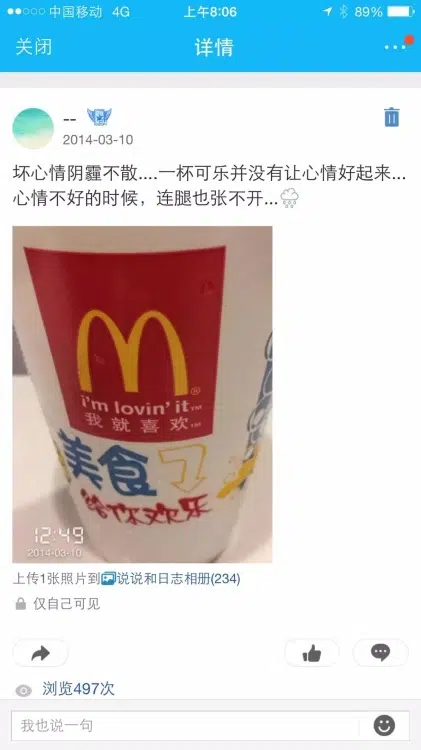 中国移动 4G 上午8:06 89%
关闭 详情
--
2014-03-10
坏心情阴霾不散....一杯可乐并没有让心情好起来...
心情不好的时候，连腿也张不开...
i'm lovin' it™
我就喜欢™
美食
给你欢乐
12:49
2014-03-10
上传1张照片到说说和日志相册(234)
仅自己可见
浏览497次
我也说一句